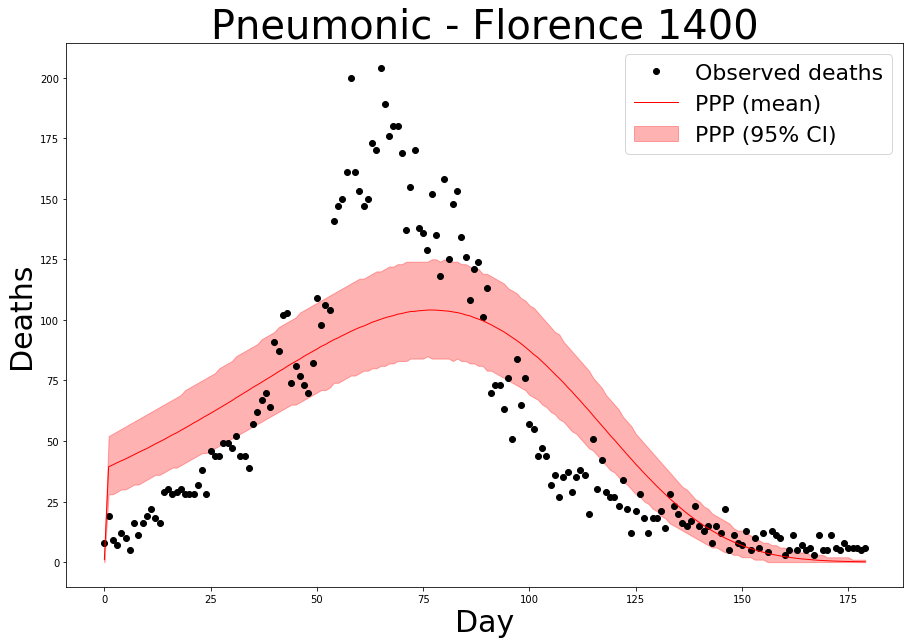 Pneumonic - Florence 1400
Observed deaths
PPP (mean)
PPP (95% CI)
Deaths
200
175
150
125
100
75
50
25
0
0 25 50 75 100 125 150 175
Day